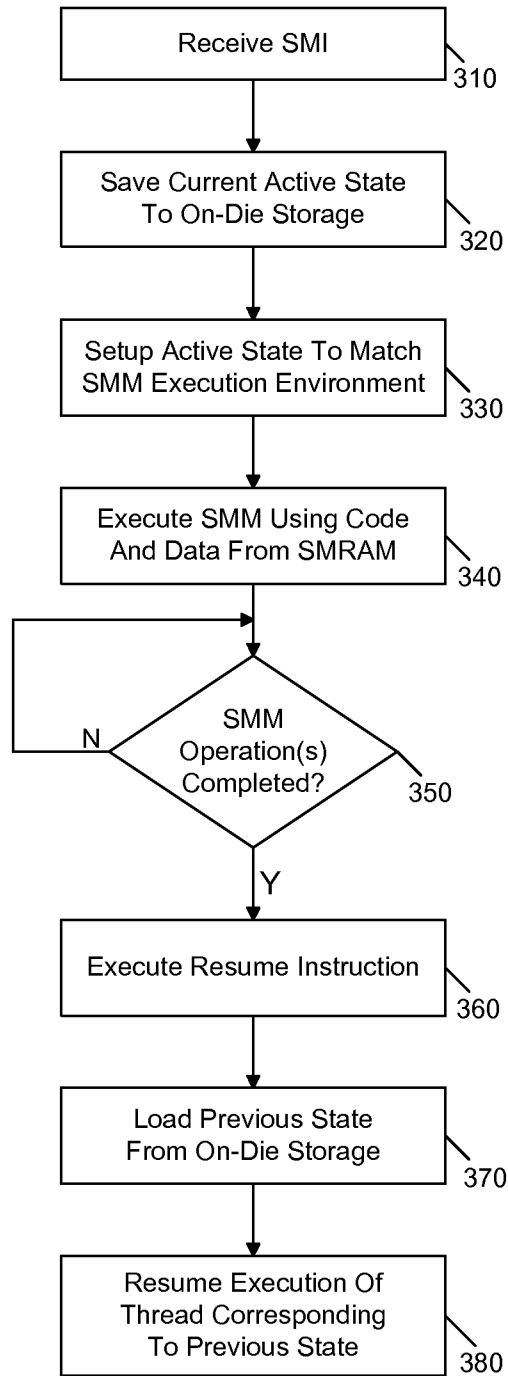 Receive SMI
310
Save Current Active State
To On-Die Storage
320
Setup Active State To Match
SMM Execution Environment
330
Execute SMM Using Code
And Data From SMRAM
340
N
SMM
Operation(s)
Completed?
350
Y
Execute Resume Instruction
360
Load Previous State
From On-Die Storage
370
Resume Execution Of
Thread Corresponding
To Previous State
380